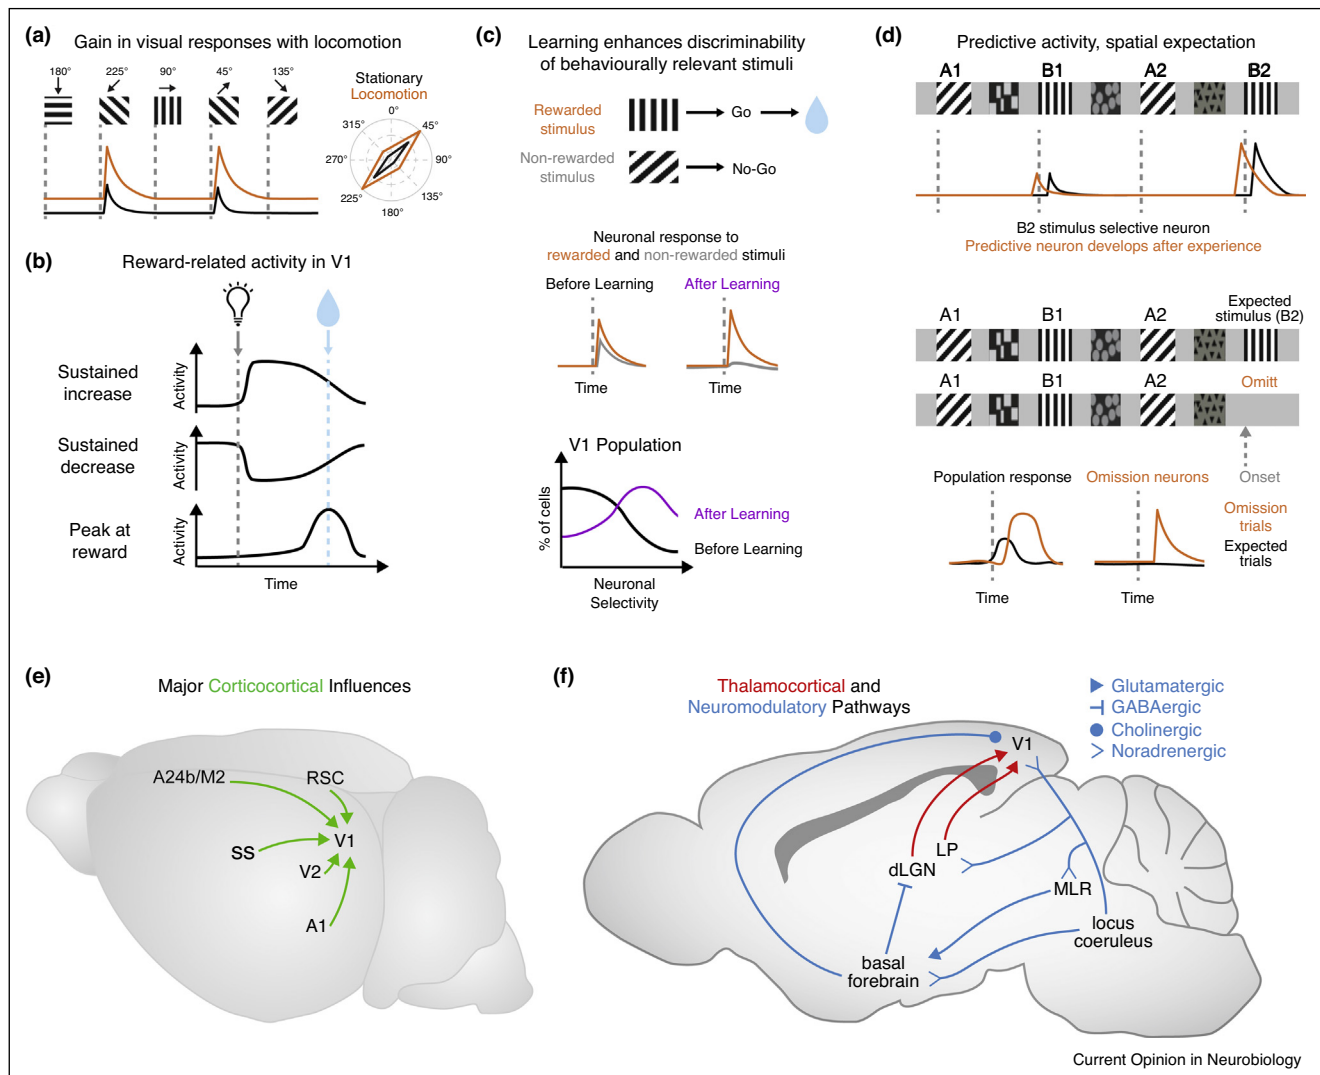 (a)
Gain in visual responses with locomotion
180° 225° 90° 45° 135°
Stationary
Locomotion
0°
45°
90°
135°
180°
225°
270°
315°
(b)
Reward-related activity in V1
Sustained
increase
Activity
Sustained
decrease
Activity
Peak at
reward
Activity
Time
(c)
Learning enhances discriminability
of behaviourally relevant stimuli
Rewarded
stimulus
Go
Non-rewarded
stimulus
No-Go
Neuronal response to
rewarded and non-rewarded stimuli
Before Learning
After Learning
Time
Time
V1 Population
% of cells
After Learning
Before Learning
Neuronal
Selectivity
(d)
Predictive activity, spatial expectation
A1 B1 A2 B2
B2 stimulus selective neuron
Predictive neuron develops after experience
Expected
stimulus (B2)
A1 B1 A2
A1 B1 A2 Omitt
Onset
Population response
Omission neurons
Omission
trials
Expected
trials
Time
Time
(e)
Major Corticocortical Influences
A24b/M2
RSC
V1
SS
V2
A1
(f)
Thalamocortical and
Neuromodulatory Pathways
Glutamatergic
GABAergic
Cholinergic
Noradrenergic
V1
LP
dLGN
MLR
locus
coeruleus
basal
forebrain
Current Opinion in Neurobiology